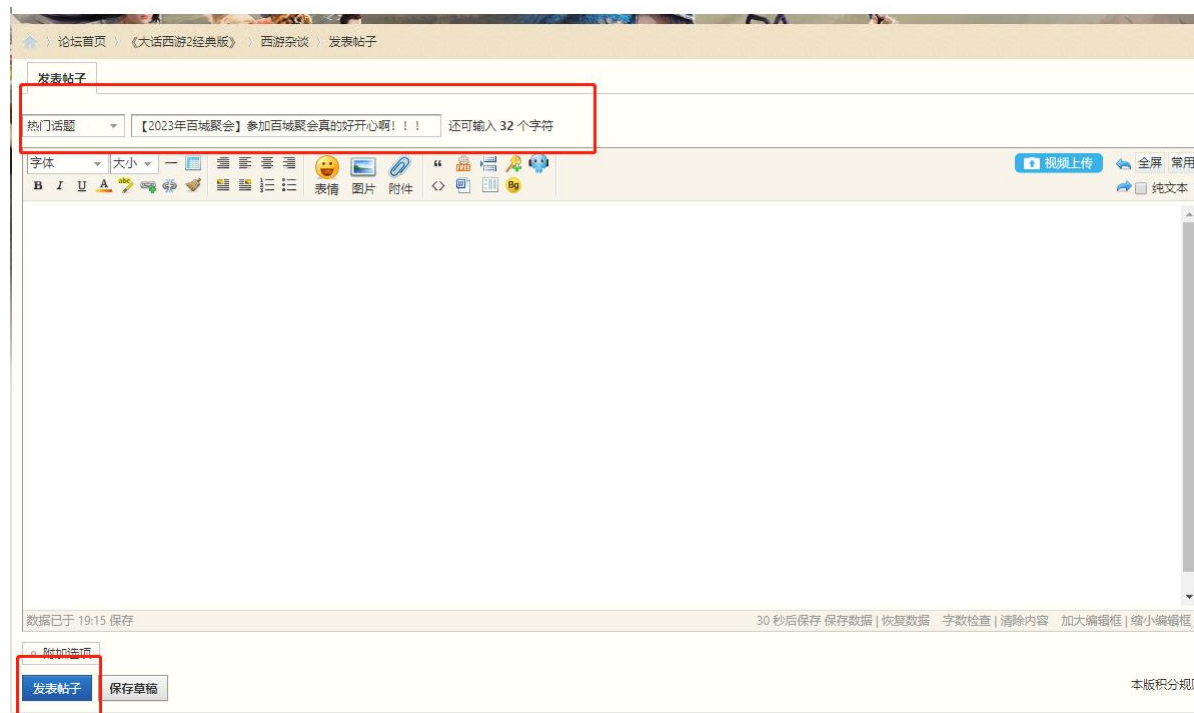 论坛首页 〉 《大话西游2经典版》 〉 西游杂谈 〉 发表帖子
发表帖子
热门话题 【2023年百城聚会】参加百城聚会真的好开心啊！！！ 还可输入 32 个字符
字体 大小 视频上传 全屏 常用
B I U A abc 表情 图片 附件 <> Bg 纯文本
数据已于 19:15 保存 30 秒后保存 保存数据 | 恢复数据 字数检查 | 清除内容 加大编辑框 | 缩小编辑框
附加选项
发表帖子 保存草稿 本版积分规则